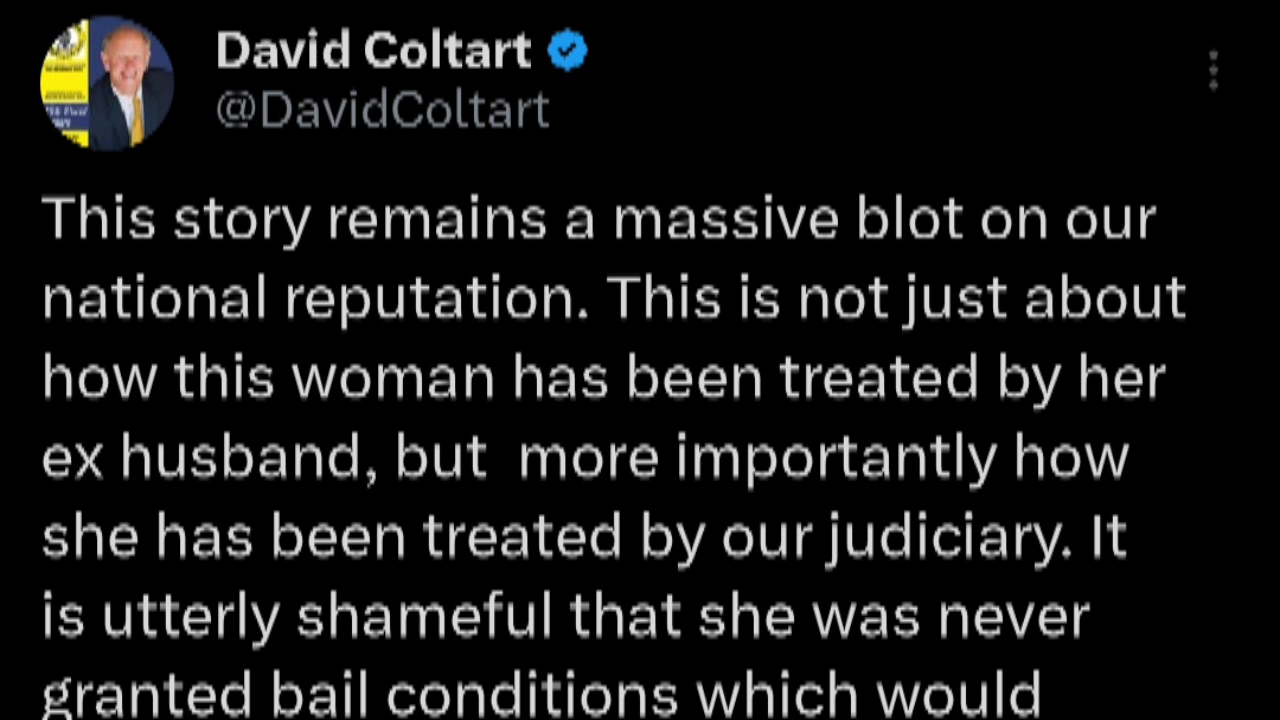 David Coltart
@DavidColtart
This story remains a massive blot on our
national reputation. This is not just about
how this woman has been treated by her
ex husband, but  more importantly how
she has been treated by our judiciary. It
is utterly shameful that she was never
granted bail conditions which would